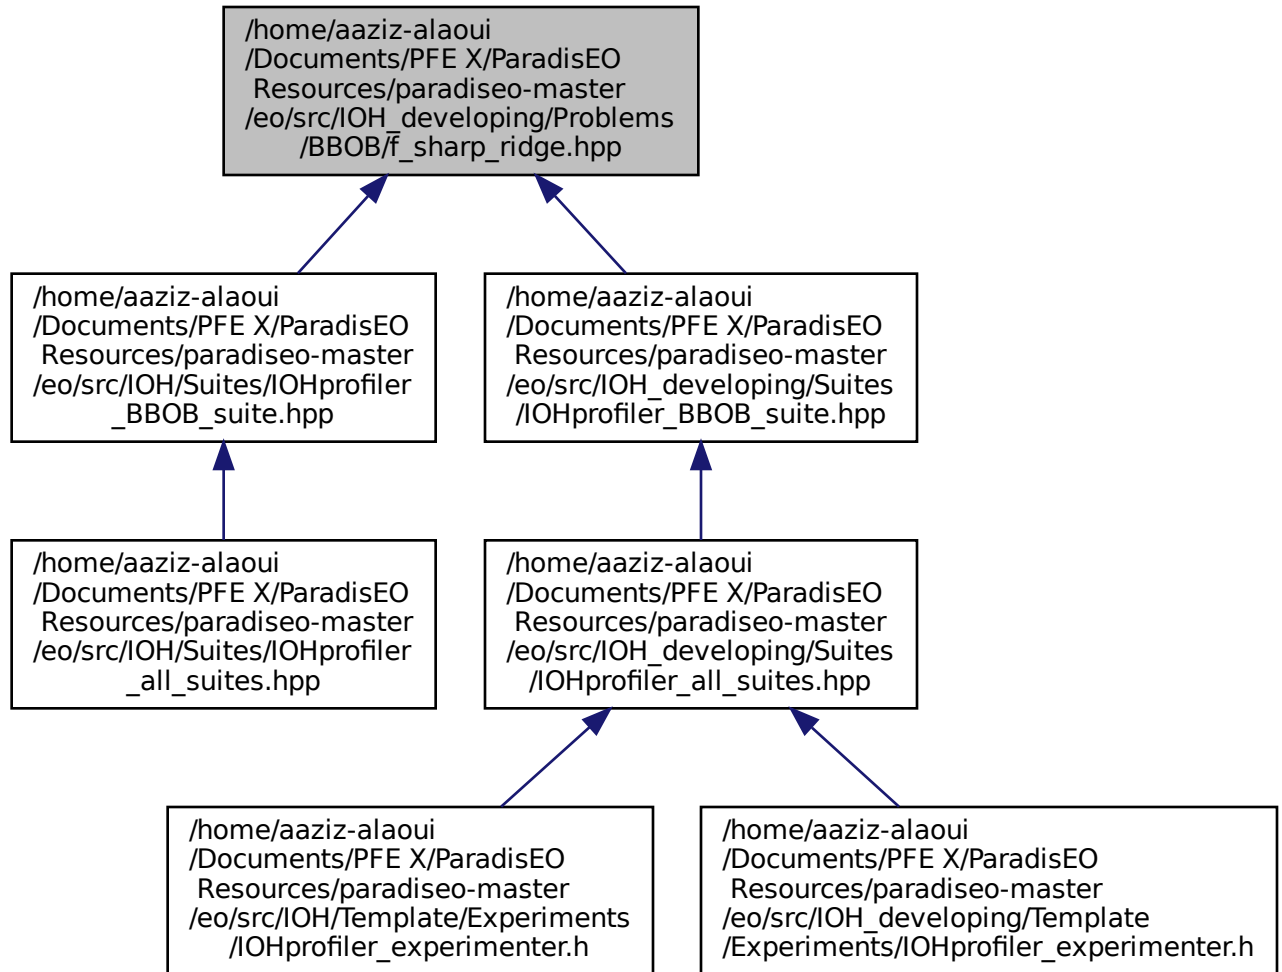 /home/aaziz-alaoui
/Documents/PFE X/ParadisEO
Resources/paradiseo-master
/eo/src/IOH_developing/Problems
/BBOB/f_sharp_ridge.hpp
/home/aaziz-alaoui
/Documents/PFE X/ParadisEO
Resources/paradiseo-master
/eo/src/IOH/Suites/IOHprofiler
_BBOB_suite.hpp
/home/aaziz-alaoui
/Documents/PFE X/ParadisEO
Resources/paradiseo-master
/eo/src/IOH_developing/Suites
/IOHprofiler_BBOB_suite.hpp
/home/aaziz-alaoui
/Documents/PFE X/ParadisEO
Resources/paradiseo-master
/eo/src/IOH/Suites/IOHprofiler
_all_suites.hpp
/home/aaziz-alaoui
/Documents/PFE X/ParadisEO
Resources/paradiseo-master
/eo/src/IOH_developing/Suites
/IOHprofiler_all_suites.hpp
/home/aaziz-alaoui
/Documents/PFE X/ParadisEO
Resources/paradiseo-master
/eo/src/IOH/Template/Experiments
/IOHprofiler_experimenter.h
/home/aaziz-alaoui
/Documents/PFE X/ParadisEO
Resources/paradiseo-master
/eo/src/IOH_developing/Template
/Experiments/IOHprofiler_experimenter.h